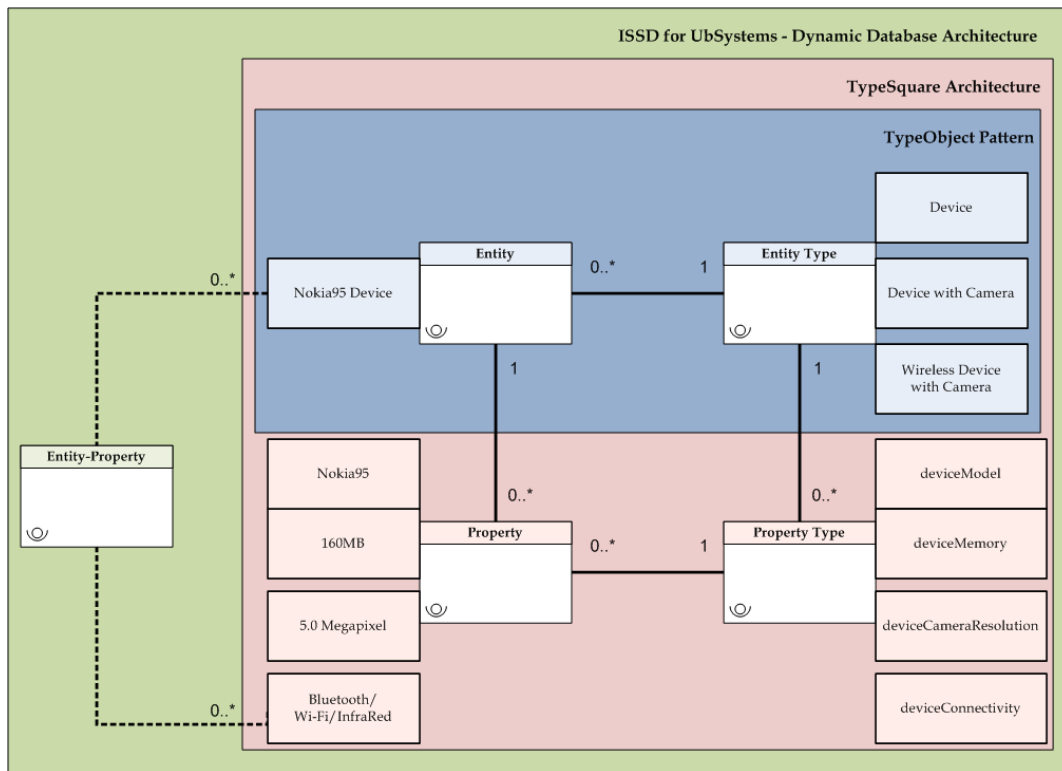 ISSD for UbSystems - Dynamic Database Architecture
TypeSquare Architecture
TypeObject Pattern
Device
Entity
Entity Type
0..*
0..*
1
Nokia95 Device
Device with Camera
1
1
Wireless Device
with Camera
Entity-Property
Nokia95
deviceModel
0..*
0..*
Property
Property Type
160MB
0..*
1
deviceMemory
5.0 Megapixel
deviceCameraResolution
0..*
Bluetooth/
Wi-Fi/InfraRed
deviceConnectivity